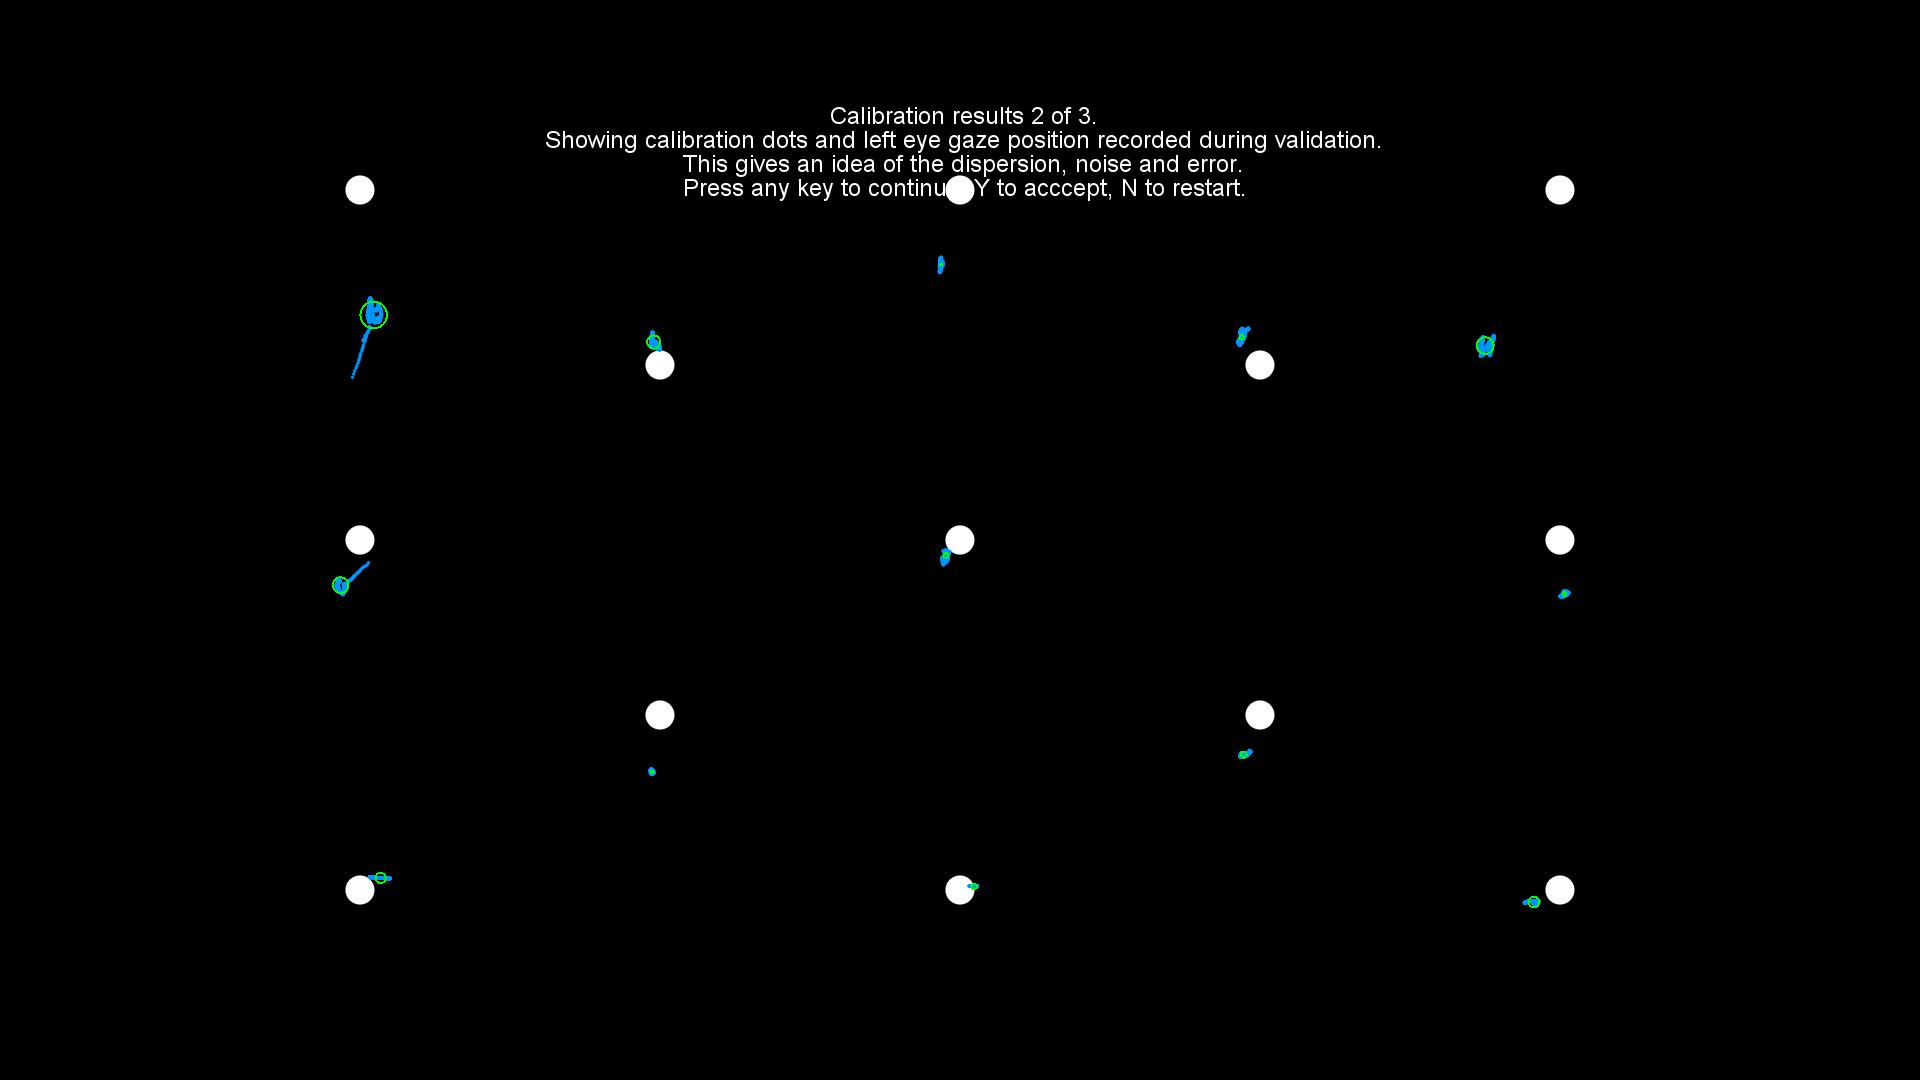 Calibration results 2 of 3.
Showing calibration dots and left eye gaze position recorded during validation.
This gives an idea of the dispersion, noise and error.
Press any key to continu Y to acccept, N to restart.